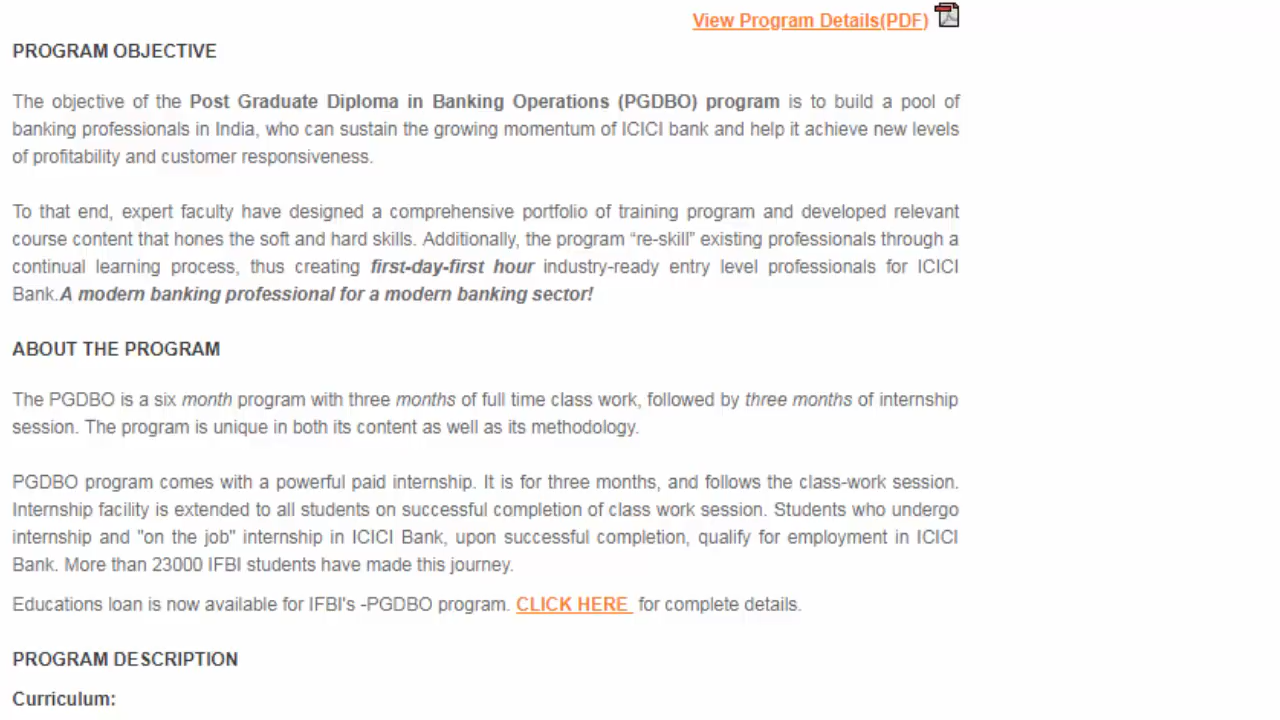 View Program Details(PDF)
PROGRAM OBJECTIVE
The objective of the Post Graduate Diploma in Banking Operations (PGDBO) program is to build a pool of
banking professionals in India, who can sustain the growing momentum of ICICI bank and help it achieve new levels
of profitability and customer responsiveness.
To that end, expert faculty have designed a comprehensive portfolio of training program and developed relevant
course content that hones the soft and hard skills. Additionally, the program “re-skill” existing professionals through a
continual learning process, thus creating first-day-first hour industry-ready entry level professionals for ICICI
Bank.A modern banking professional for a modern banking sector!
ABOUT THE PROGRAM
The PGDBO is a six month program with three months of full time class work, followed by three months of internship
session. The program is unique in both its content as well as its methodology.
PGDBO program comes with a powerful paid internship. It is for three months, and follows the class-work session.
Internship facility is extended to all students on successful completion of class work session. Students who undergo
internship and "on the job" internship in ICICI Bank, upon successful completion, qualify for employment in ICICI
Bank. More than 23000 IFBI students have made this journey.
Educations loan is now available for IFBI's -PGDBO program. CLICK HERE for complete details.
PROGRAM DESCRIPTION
Curriculum: